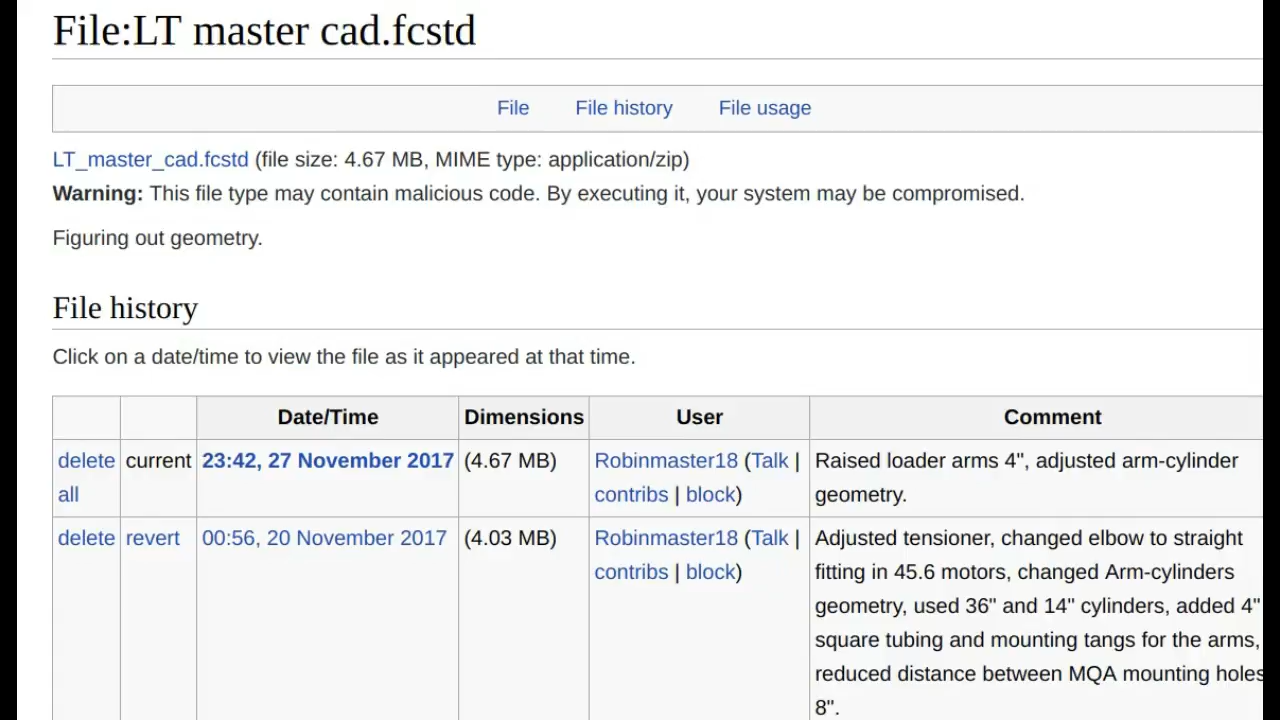 File:LT master cad.fcstd
File File history File usage
LT_master_cad.fcstd (file size: 4.67 MB, MIME type: application/zip)
Warning: This file type may contain malicious code. By executing it, your system may be compromised.
Figuring out geometry.
File history
Click on a date/time to view the file as it appeared at that time.
Date/Time Dimensions User Comment
delete current 23:42, 27 November 2017 (4.67 MB) Robinmaster18 (Talk | Raised loader arms 4", adjusted arm-cylinder
all contribs | block) geometry.
delete revert 00:56, 20 November 2017 (4.03 MB) Robinmaster18 (Talk | Adjusted tensioner, changed elbow to straight
contribs | block) fitting in 45.6 motors, changed Arm-cylinders
geometry, used 36" and 14" cylinders, added 4"
square tubing and mounting tangs for the arms,
reduced distance between MQA mounting holes
8".